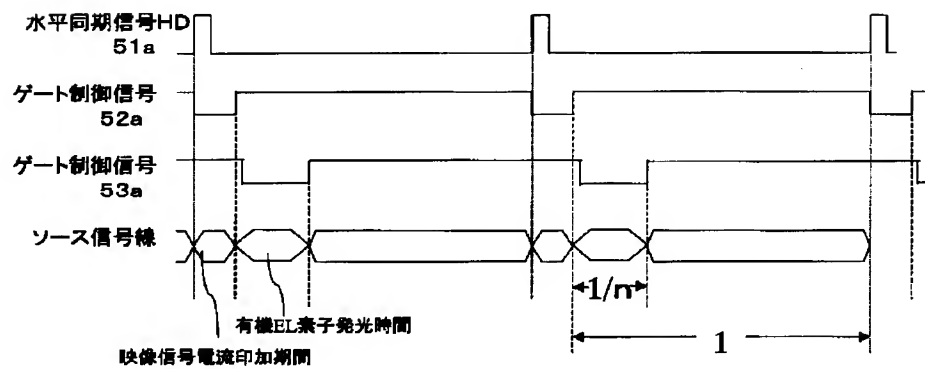 水平同期信号HD
51a
ゲート制御信号
52a
ゲート制御信号
53a
ソース信号線
1/n
有機EL素子発光時間
1
映像信号電流印加期間